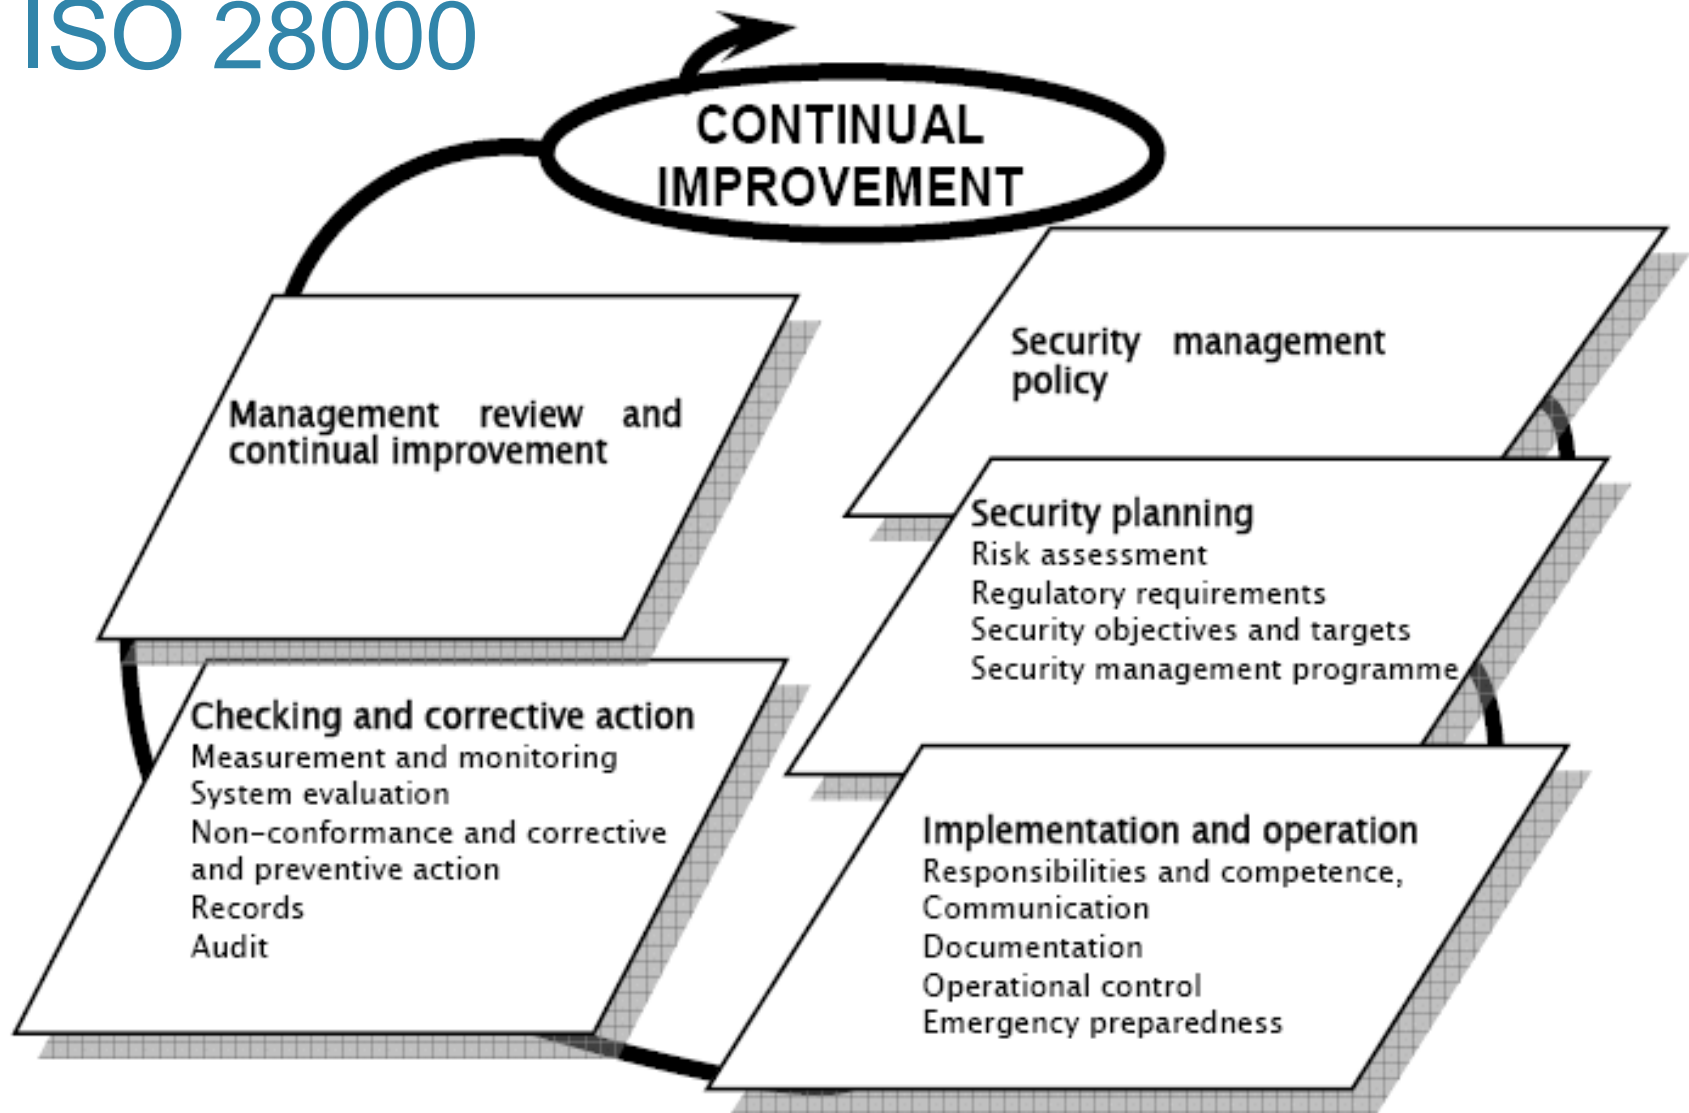 ISO 28000
CONTINUAL
IMPROVEMENT
Security management
policy
Security planning
Risk assessment
Regulatory requirements
Security objectives and targets
Security management programme
Implementation and operation
Responsibilities and competence,
Communication
Documentation
Operational control
Emergency preparedness
Checking and corrective action
Measurement and monitoring
System evaluation
Non-conformance and corrective
and preventive action
Records
Audit
Management review and
continual improvement